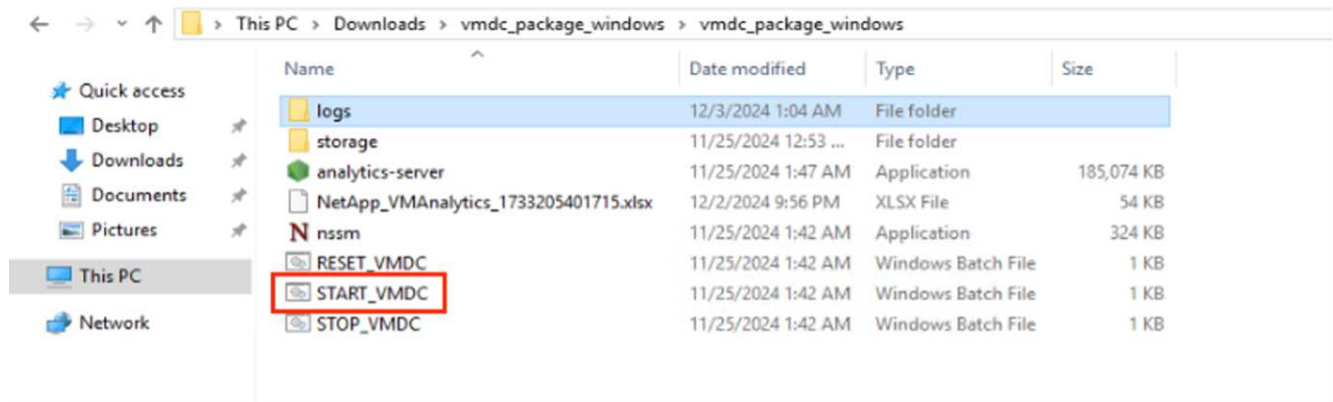 This PC > Downloads > vmdc_package_windows > vmdc_package_windows
Name Date modified Type Size
Quick access
Desktop
Downloads
Documents
Pictures
This PC
Network
logs 12/3/2024 1:04 AM File folder
storage 11/25/2024 12:53 ... File folder
analytics-server 11/25/2024 1:47 AM Application 185,074 KB
NetApp_VMAnalytics_1733205401715.xlsx 12/2/2024 9:56 PM XLSX File 54 KB
N nssm 11/25/2024 1:42 AM Application 324 KB
RESET_VMDC 11/25/2024 1:42 AM Windows Batch File 1 KB
START_VMDC 11/25/2024 1:42 AM Windows Batch File 1 KB
STOP_VMDC 11/25/2024 1:42 AM Windows Batch File 1 KB